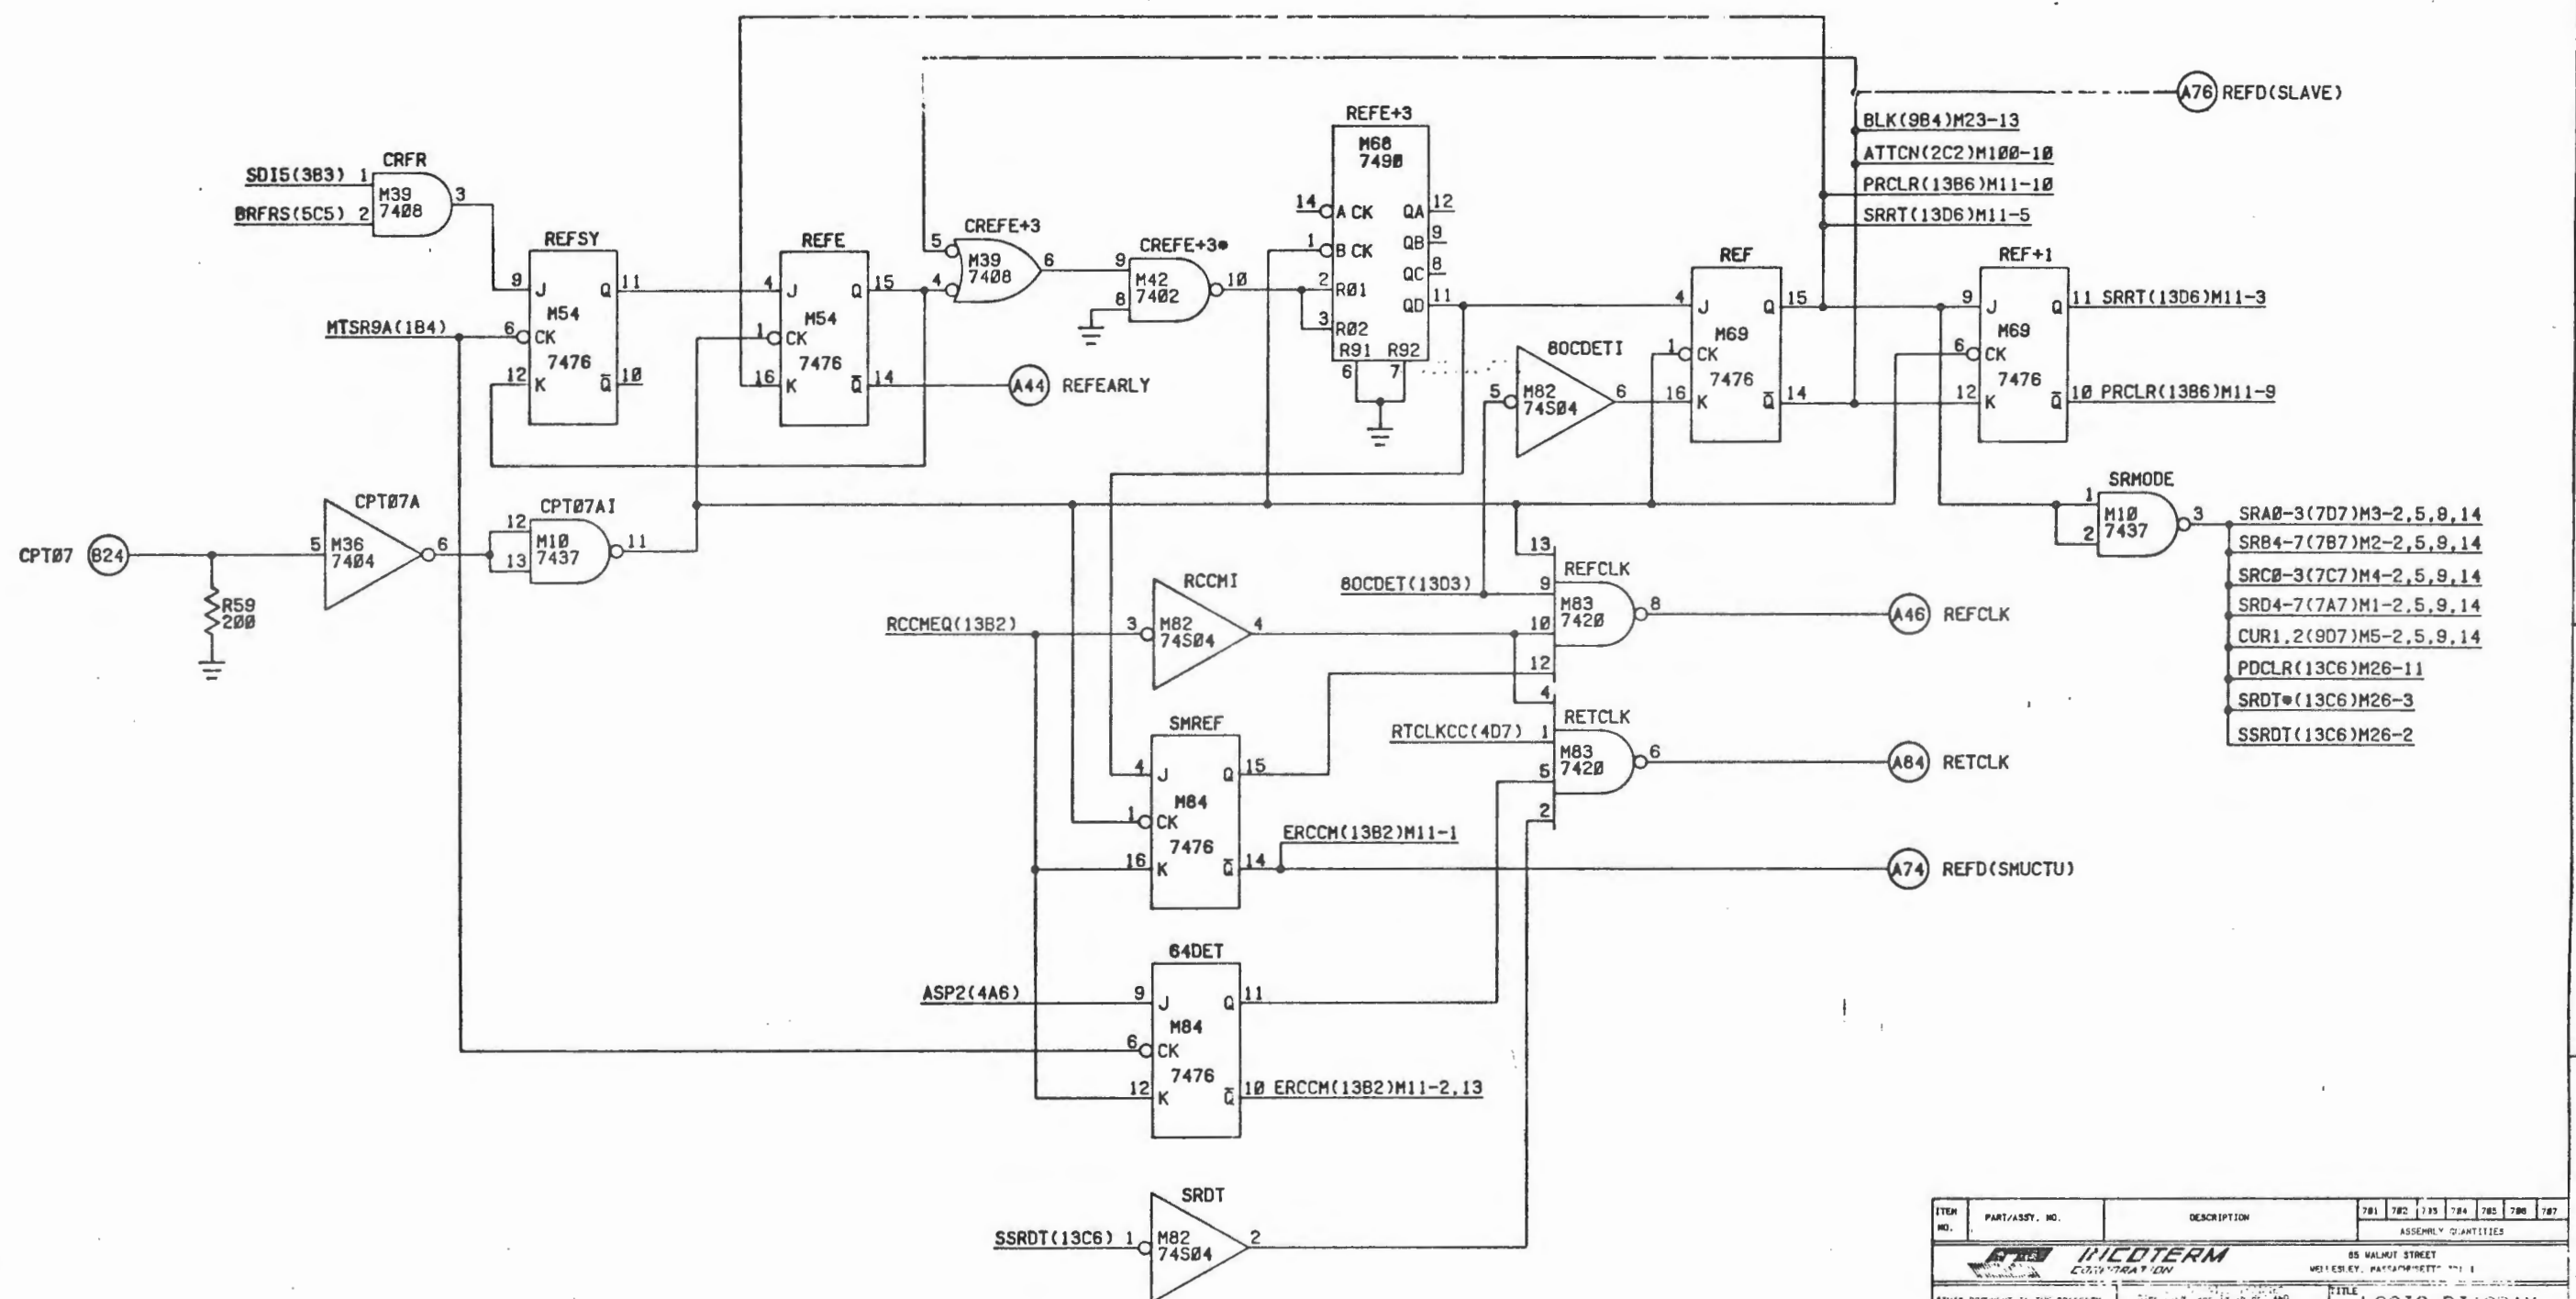 A76 REFD(SLAVE)
BLK(9B4)M23-13
ATTCN(2C2)M100-10
PRCLR(13B6)M11-10
SRRT(13D6)M11-5
CRFR
SDI5(3B3) 1
BRFRS(5C5) 2
M39
7408
3
REFSY
9 J Q 11
M54
MTSR9A(1B4)
6 CK
7476
12 K Q̅ 10
REFE
4 J Q 15
M54
1 CK
7476
16 K Q̅ 14
A44 REFEARLY
CREFE+3
5
4
M39
7408
6
CREFE+3*
9
8
M42
7402
10
REFE+3
M68
7490
14 A CK QA 12
1 B CK QB 9
QC 8
2 R01 QD 11
3 R02
R91 R92
6 7
80CDETI
5 M82 6
74S04
REF
4 J Q 15
M69
1 CK
7476
16 K Q̅ 14
REF+1
9 J Q 11 SRRT(13D6)M11-3
M69
6 CK
7476
12 K Q̅ 10 PRCLR(13B6)M11-9
CPT07 B24
R59
200
CPT07A
5 M36 6
7404
CPT07AI
12
13
M10
7437
11
SRMODE
1
2
M10
7437
3
SRA0-3(7D7)M3-2,5,9,14
SRB4-7(7B7)M2-2,5,9,14
SRC0-3(7C7)M4-2,5,9,14
SRD4-7(7A7)M1-2,5,9,14
CUR1,2(9D7)M5-2,5,9,14
PDCLR(13C6)M26-11
SRDT*(13C6)M26-3
SSRDT(13C6)M26-2
RCCMEQ(13B2)
RCCMI
3 M82 4
74S04
80CDET(13D3)
REFCLK
13
9
10
12
M83
7420
8
A46 REFCLK
RETCLK
4
RTCLKCC(4D7) 1
5
2
M83
7420
6
A84 RETCLK
SMREF
4 J Q 15
M84
1 CK
7476
16 K Q̅ 14
ERCCM(13B2)M11-1
A74 REFD(SMUCTU)
64DET
ASP2(4A6) 9 J Q 11
M84
6 CK
7476
12 K Q̅ 10 ERCCM(13B2)M11-2,13
SRDT
SSRDT(13C6) 1 M82 2
74S04
ITEM NO. PART/ASSY. NO. DESCRIPTION 701 702 703 704 705 706 707
ASSEMBLY QUANTITIES
INCOTERM
CORPORATION
65 WALNUT STREET
WELLESLEY, MASSACHUSETTS
TITLE
LOGIC DIAGRAM